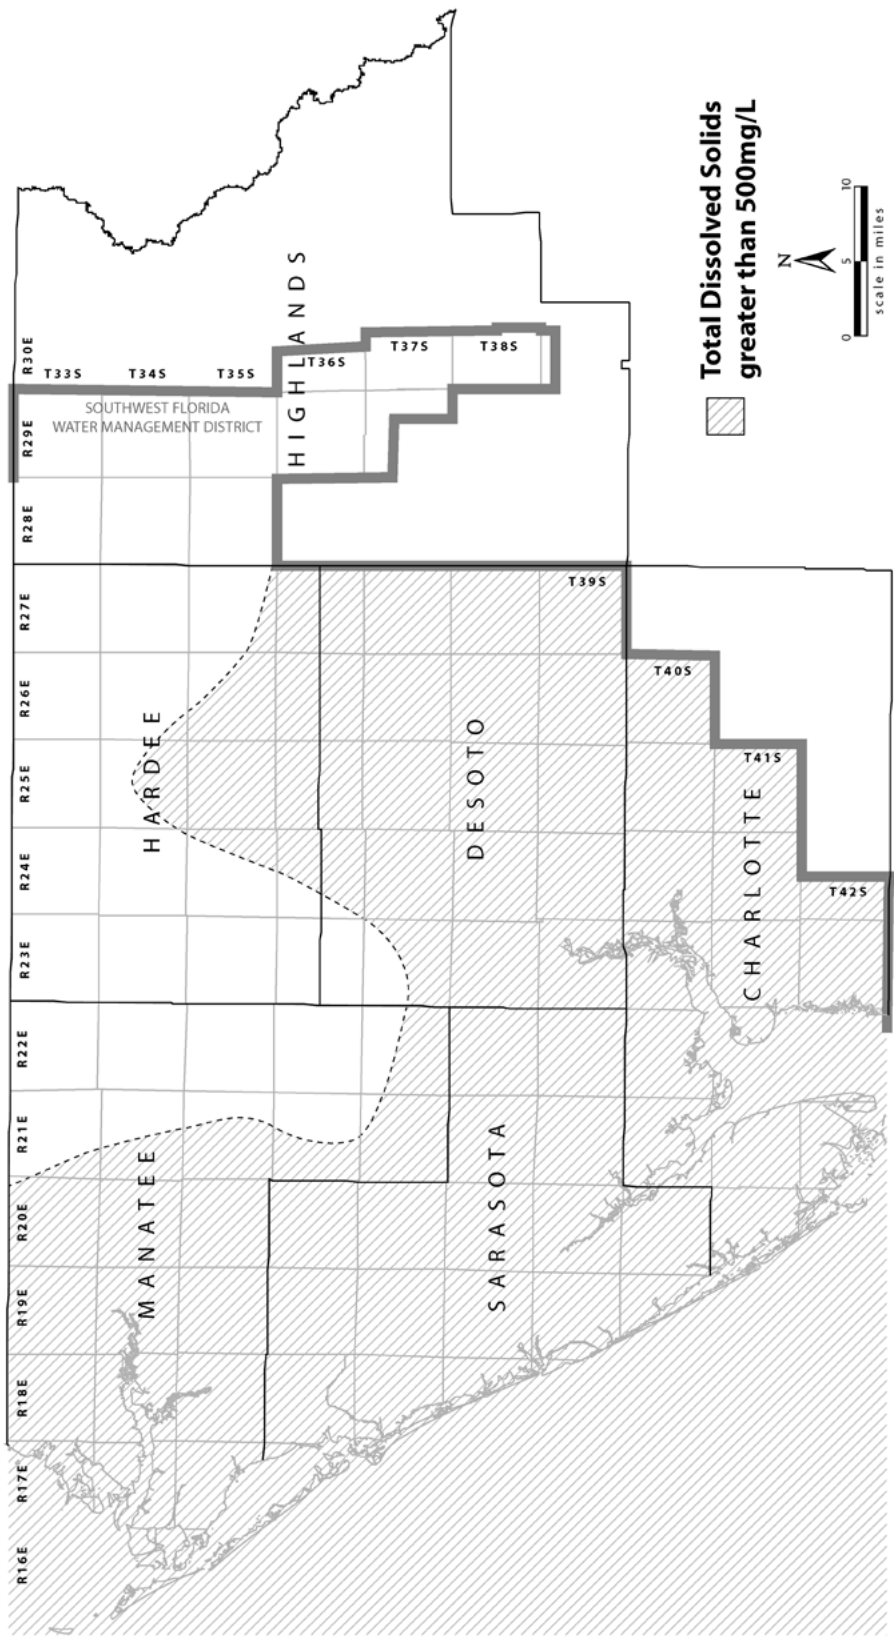 R16E
R17E
R18E
R19E
R20E
R21E
R22E
R23E
R24E
R25E
R26E
R27E
R28E
R29E
R30E
T33S
T34S
T35S
T36S
T37S
T38S
T39S
T40S
T41S
T42S
SOUTHWEST FLORIDA
WATER MANAGEMENT DISTRICT
HIGHLANDS
HARDEE
DESOTO
MANATEE
SARASOTA
CHARLOTTE
Total Dissolved Solids
greater than 500mg/L
N
0 5 10
scale in miles